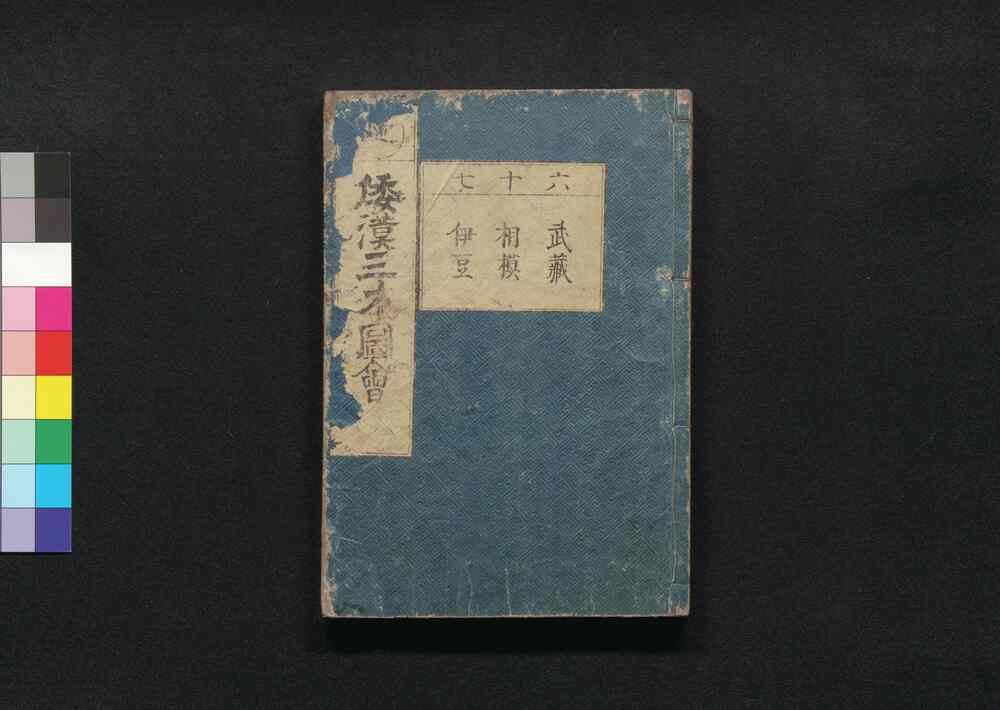 六十七
武藏
相模
伊豆
倭漢三才圖會